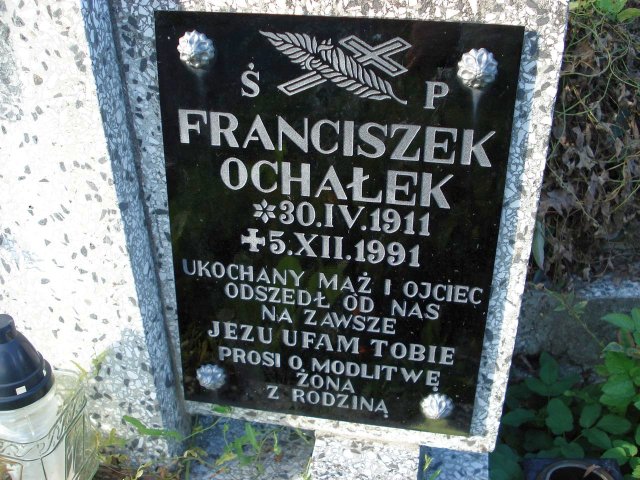 Ś P
FRANCISZEK
OCHAŁEK
*30.IV.1911
✝5.XII.1991
UKOCHANY MĄŻ I OJCIEC
ODSZEDŁ OD NAS
NA ZAWSZE
JEZU UFAM TOBIE
PROSI O MODLITWĘ
ŻONA
Z RODZINĄ